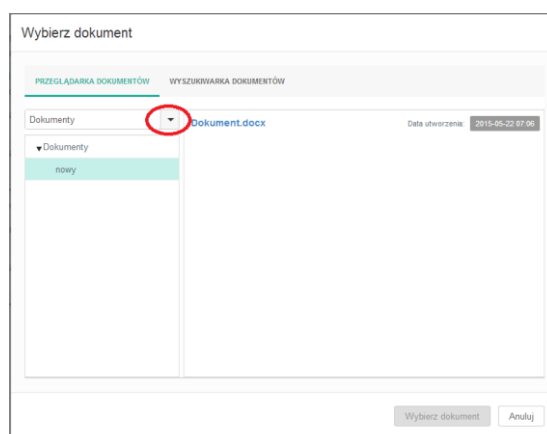 Wybierz dokument
PRZEGLĄDARKA DOKUMENTÓW WYSZUKIWARKA DOKUMENTÓW
Dokumenty
Dokument.docx Data utworzenia: 2015-05-22 07:06
Dokumenty
nowy
Wybierz dokument Anuluj